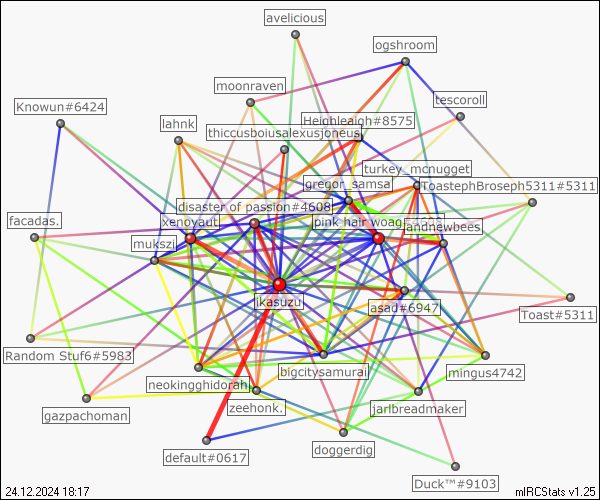 avelicious
ogshroom
moonraven
tescoroll
Knowun#6424
lahnk
Heighleagh#8575
thiccusboiusalexusjoneus
turkey_mcnugget
gregor_samsa
ToastephBroseph5311#5311
disaster of passion#4608
facadas.
xenoyaut
pink hair woag
landnewbees
mukszi
ikasuzu
asad#6947
Toast#5311
Random Stuf6#5983
bigcitysamurai
mingus4742
neokingghidorah
gazpachoman
zeehonk.
jarlbreadmaker
doggerdig
default#0617
Duck™#9103
24.12.2024 18:17
mIRCStats v1.25